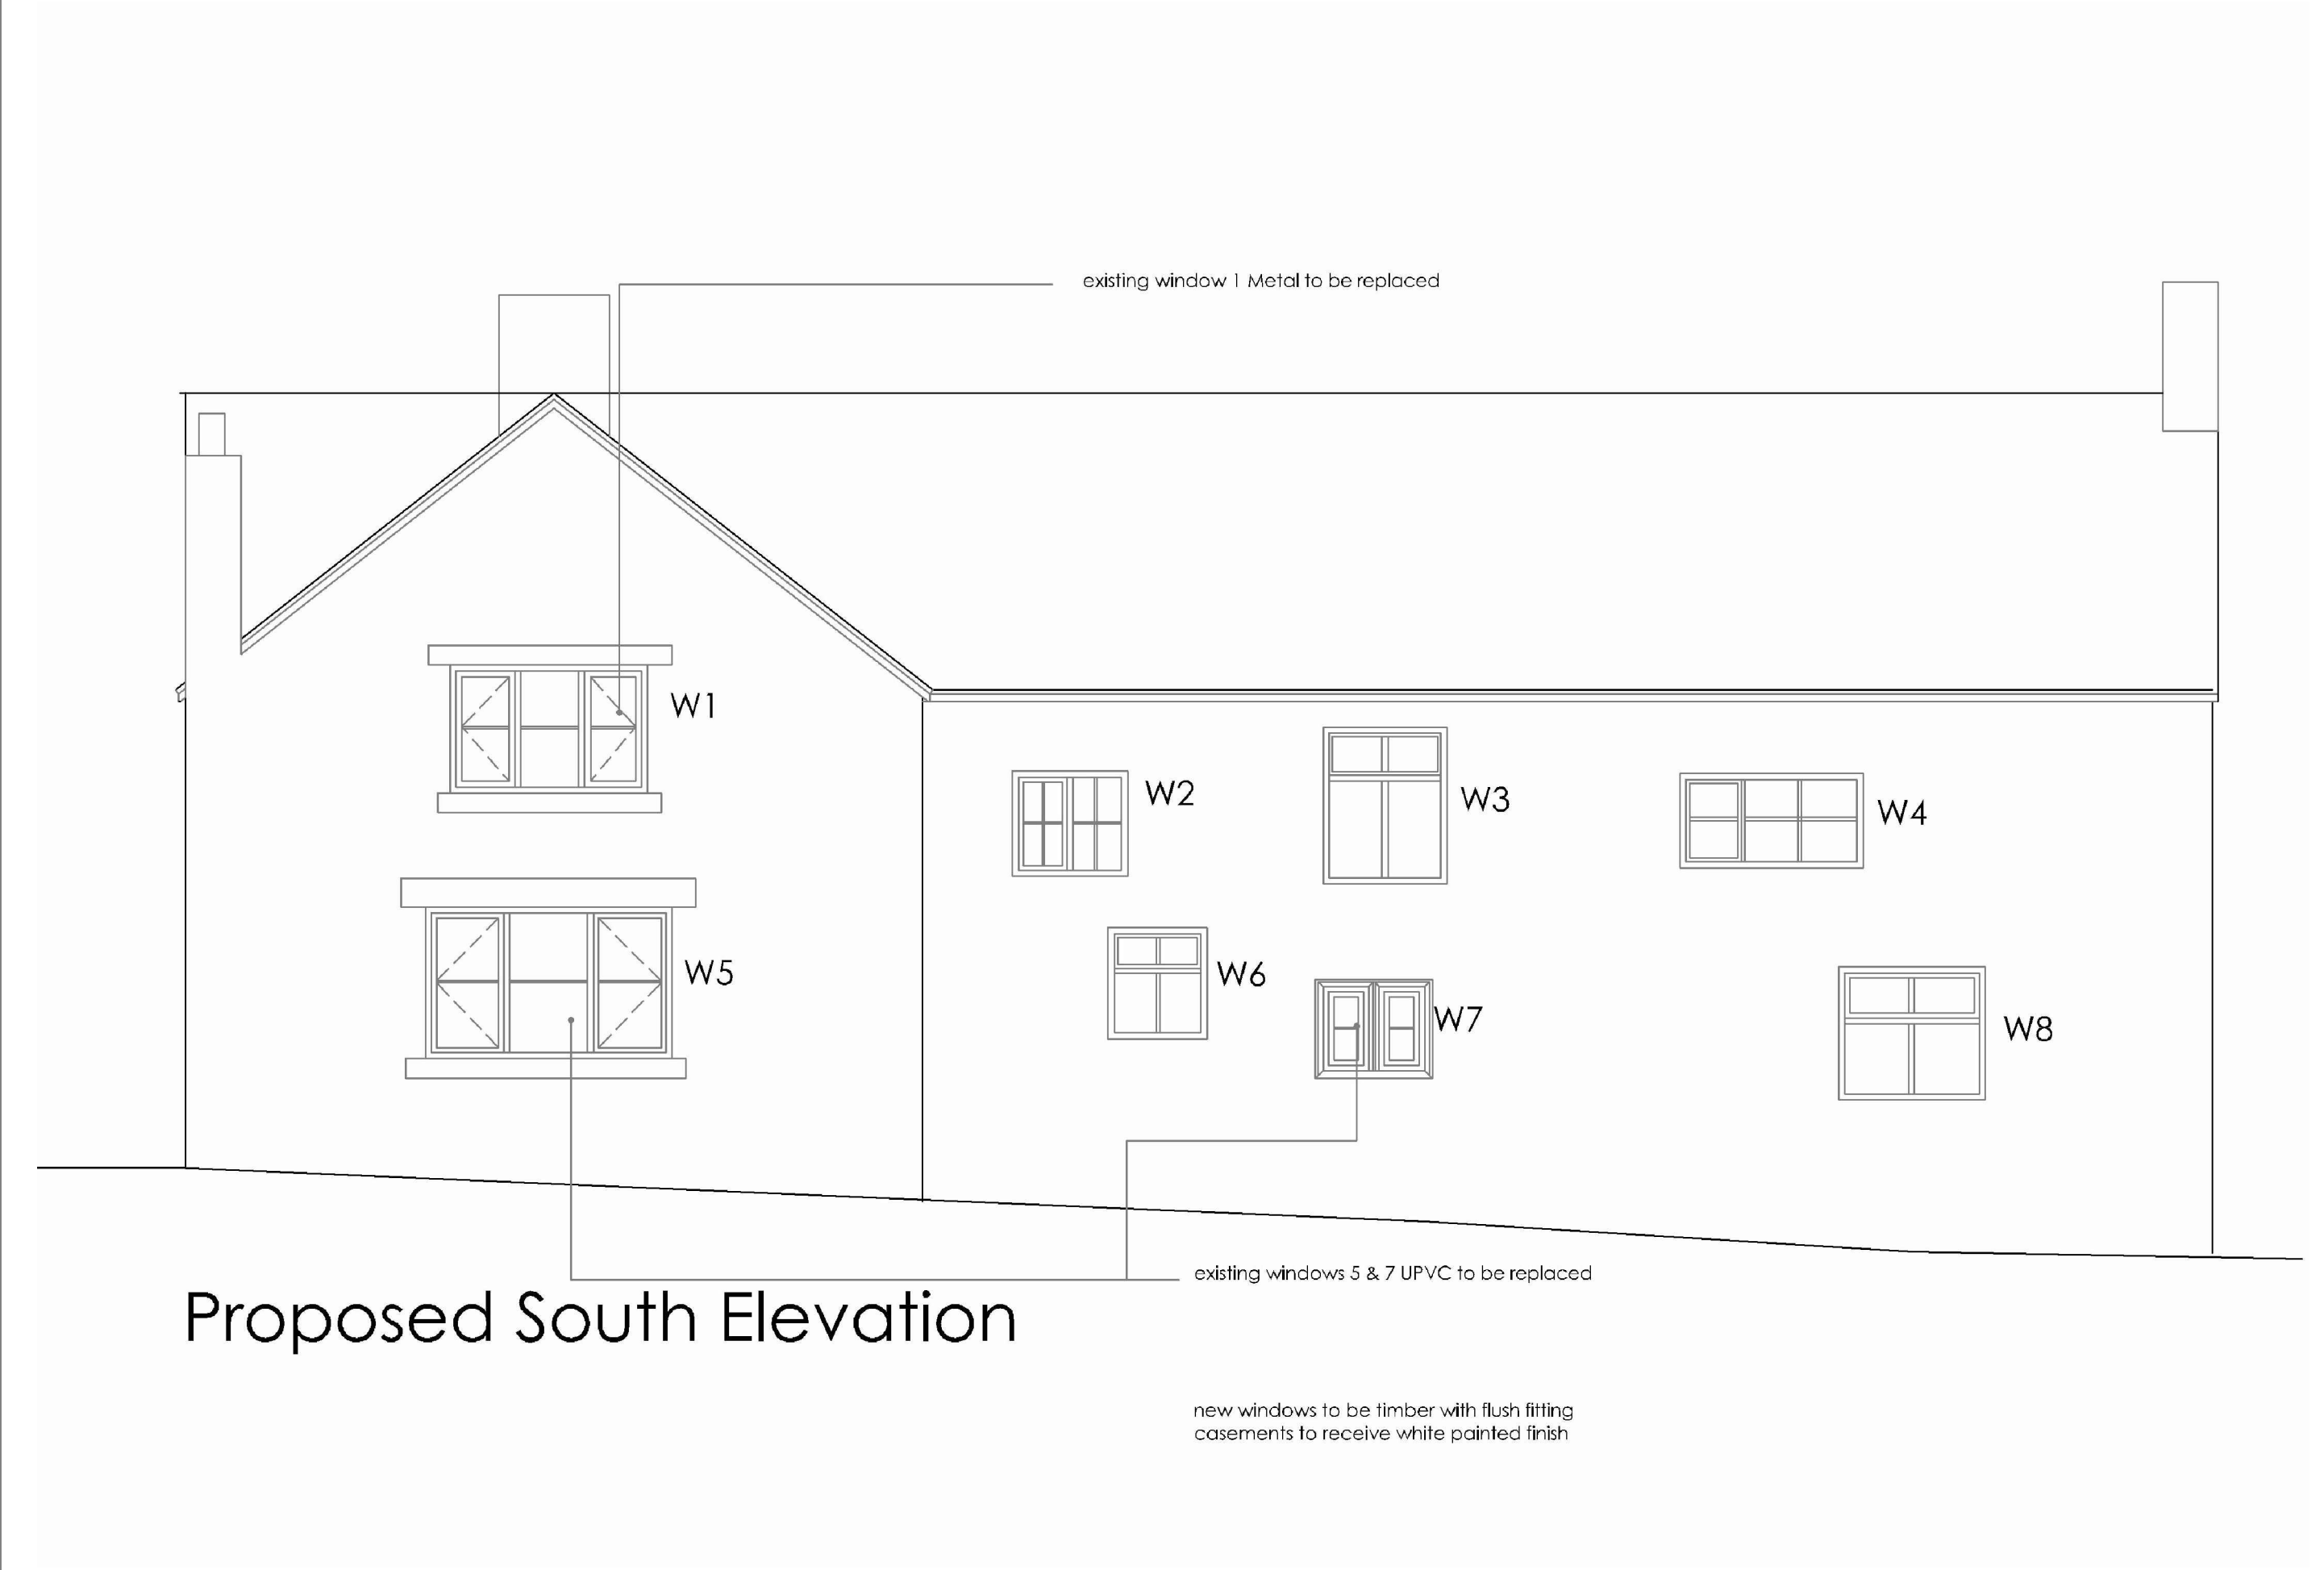 existing window 1 Metal to be replaced
W1
W2
W3
W4
W5
W6
W7
W8
existing windows 5 & 7 UPVC to be replaced
Proposed South Elevation
new windows to be timber with flush fitting
casements to receive white painted finish